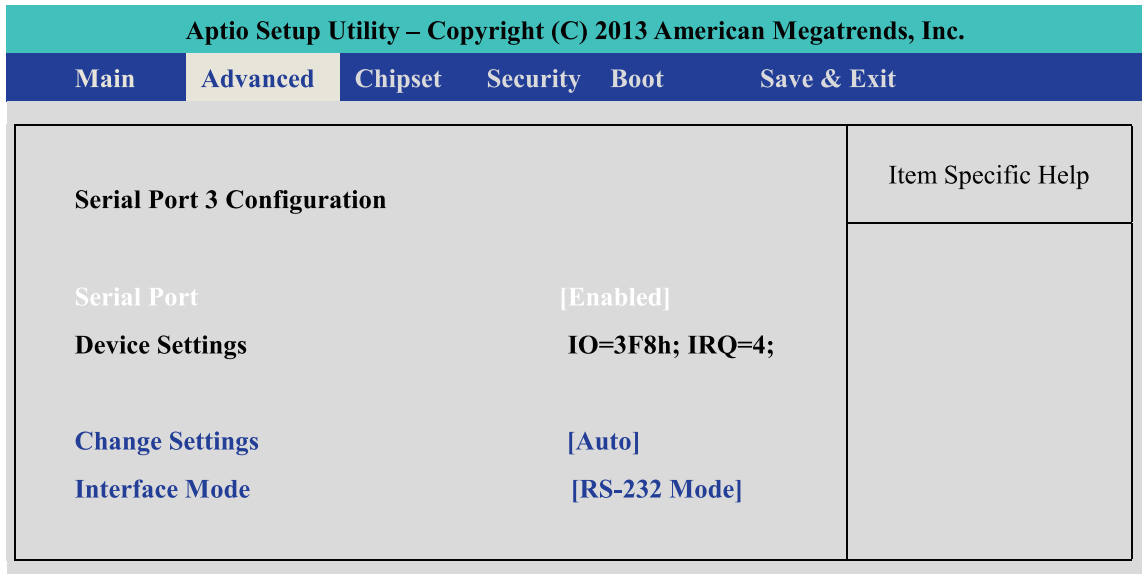 Aptio Setup Utility – Copyright (C) 2013 American Megatrends, Inc.
Main Advanced Chipset Security Boot Save & Exit
Serial Port 3 Configuration
Item Specific Help
Serial Port [Enabled]
Device Settings IO=3F8h; IRQ=4;
Change Settings [Auto]
Interface Mode [RS-232 Mode]